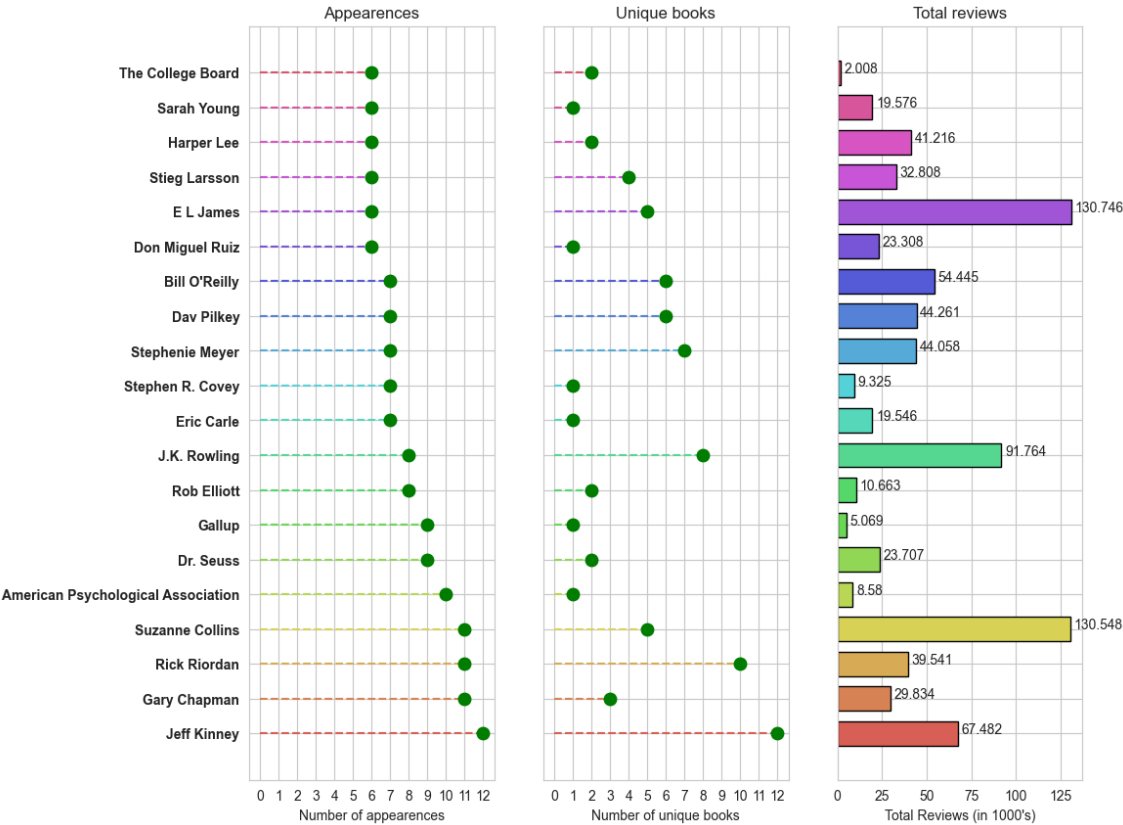 Appearences Unique books Total reviews
The College Board 2.008
Sarah Young 19.576
Harper Lee 41.216
Stieg Larsson 32.808
E L James 130.746
Don Miguel Ruiz 23.308
Bill O'Reilly 54.445
Dav Pilkey 44.261
Stephenie Meyer 44.058
Stephen R. Covey 9.325
Eric Carle 19.546
J.K. Rowling 91.764
Rob Elliott 10.663
Gallup 5.069
Dr. Seuss 23.707
American Psychological Association 8.58
Suzanne Collins 130.548
Rick Riordan 39.541
Gary Chapman 29.834
Jeff Kinney 67.482
0 1 2 3 4 5 6 7 8 9 10 11 12 0 1 2 3 4 5 6 7 8 9 10 11 12 0 25 50 75 100 125
Number of appearences Number of unique books Total Reviews (in 1000's)